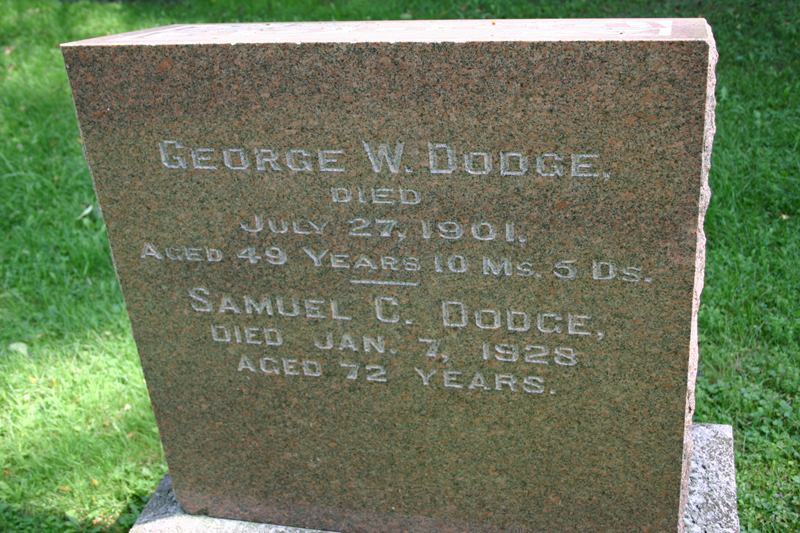 George W. Dodge,
DIED
July 27, 1901.
Aged 49 Years 10 Ms. 5 Ds.
Samuel C. Dodge,
DIED JAN. 7, 1928
AGED 72 YEARS.